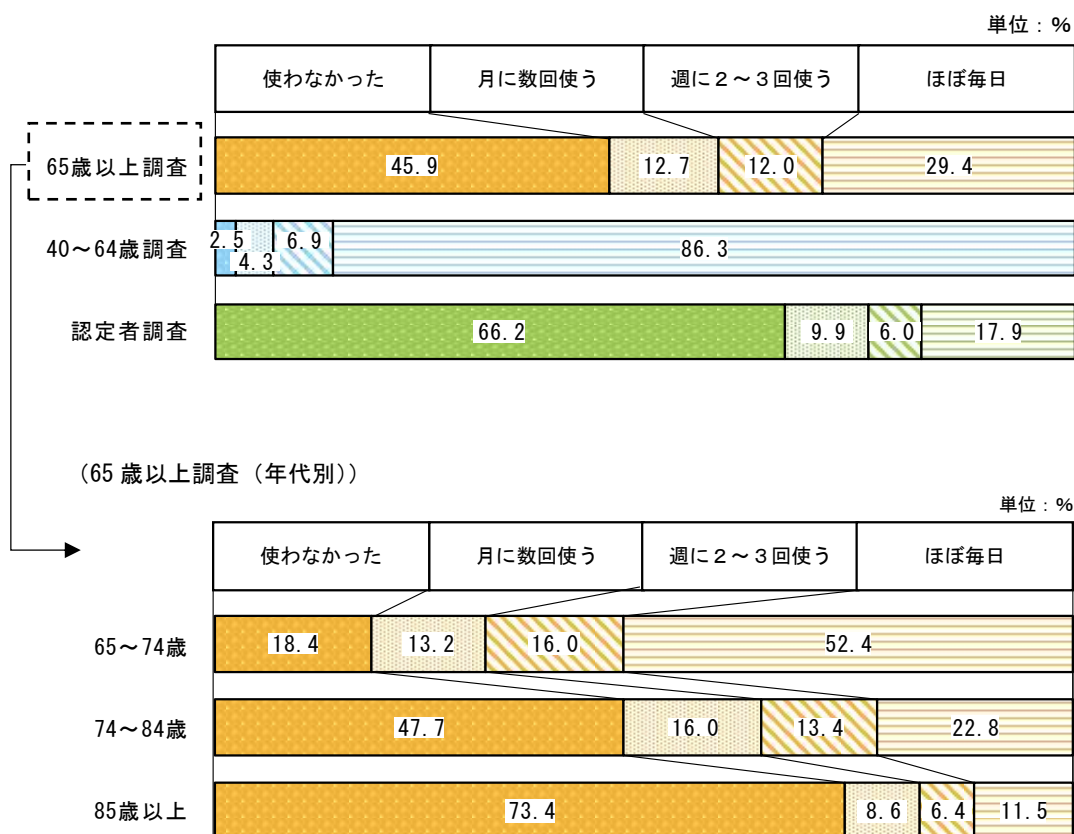 単位：%
使わなかった 月に数回使う 週に２～３回使う ほぼ毎日
65歳以上調査 45.9 12.7 12.0 29.4
40～64歳調査 2.5 4.3 6.9 86.3
認定者調査 66.2 9.9 6.0 17.9
（65歳以上調査（年代別））
単位：%
使わなかった 月に数回使う 週に２～３回使う ほぼ毎日
65～74歳 18.4 13.2 16.0 52.4
74～84歳 47.7 16.0 13.4 22.8
85歳以上 73.4 8.6 6.4 11.5